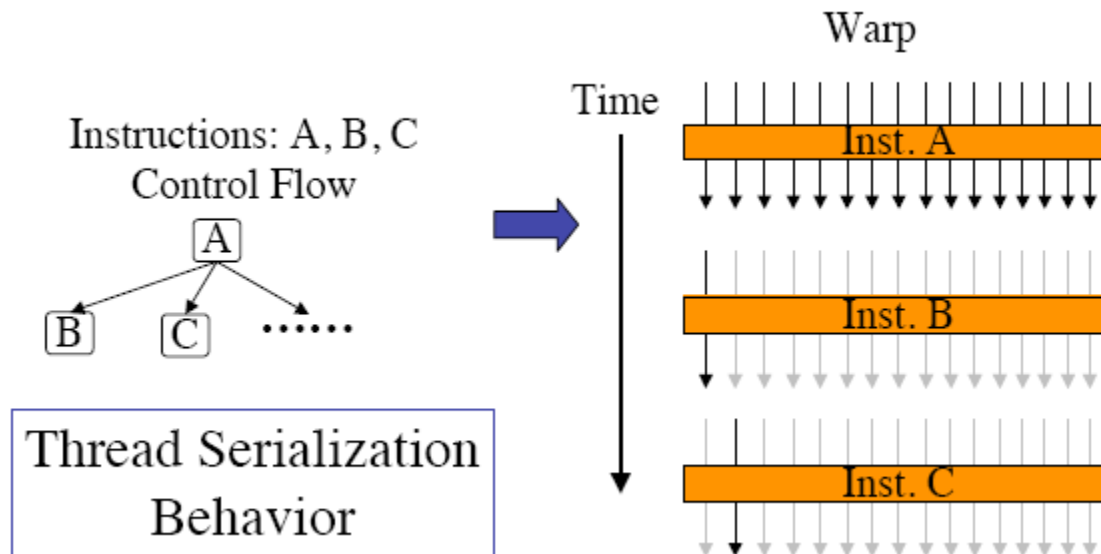 Warp
Time
Instructions: A, B, C
Control Flow
A
B
C
......
Inst. A
Inst. B
Inst. C
Thread Serialization
Behavior